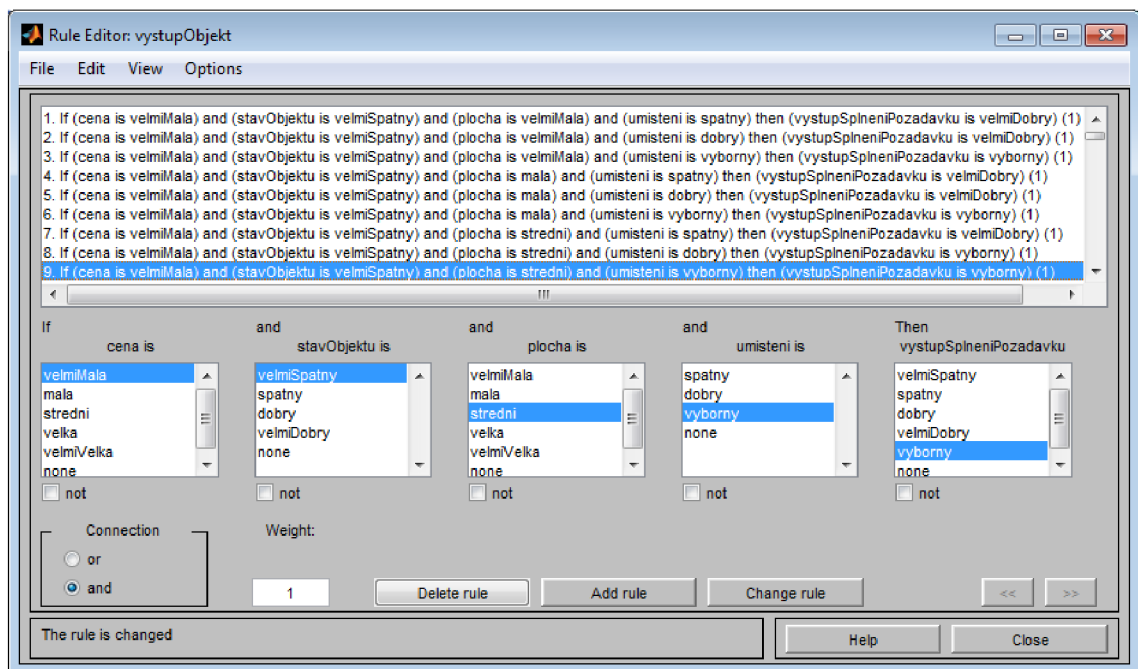 Rule Editor: vystupObjekt
File Edit View Options
1. If (cena is velmiMala) and (stavObjektu is velmiSpatny) and (plocha is velmiMala) and (umisteni is spatny) then (vystupSplneniPozadavku is velmiDobry) (1)
2. If (cena is velmiMala) and (stavObjektu is velmiSpatny) and (plocha is velmiMala) and (umisteni is dobry) then (vystupSplneniPozadavku is velmiDobry) (1)
3. If (cena is velmiMala) and (stavObjektu is velmiSpatny) and (plocha is velmiMala) and (umisteni is vyborny) then (vystupSplneniPozadavku is vyborny) (1)
4. If (cena is velmiMala) and (stavObjektu is velmiSpatny) and (plocha is mala) and (umisteni is spatny) then (vystupSplneniPozadavku is velmiDobry) (1)
5. If (cena is velmiMala) and (stavObjektu is velmiSpatny) and (plocha is mala) and (umisteni is dobry) then (vystupSplneniPozadavku is velmiDobry) (1)
6. If (cena is velmiMala) and (stavObjektu is velmiSpatny) and (plocha is mala) and (umisteni is vyborny) then (vystupSplneniPozadavku is vyborny) (1)
7. If (cena is velmiMala) and (stavObjektu is velmiSpatny) and (plocha is stredni) and (umisteni is spatny) then (vystupSplneniPozadavku is velmiDobry) (1)
8. If (cena is velmiMala) and (stavObjektu is velmiSpatny) and (plocha is stredni) and (umisteni is dobry) then (vystupSplneniPozadavku is vyborny) (1)
9. If (cena is velmiMala) and (stavObjektu is velmiSpatny) and (plocha is stredni) and (umisteni is vyborny) then (vystupSplneniPozadavku is vyborny) (1)
If
cena is
velmiMala
mala
stredni
velka
velmiVelka
none
not
and
stavObjektu is
velmiSpatny
spatny
dobry
velmiDobry
none
not
and
plocha is
velmiMala
mala
stredni
velka
velmiVelka
none
not
and
umisteni is
spatny
dobry
vyborny
none
not
Then
vystupSplneniPozadavku
velmiSpatny
spatny
dobry
velmiDobry
vyborny
none
not
Connection
or
and
Weight:
1
Delete rule
Add rule
Change rule
<<
>>
The rule is changed
Help
Close